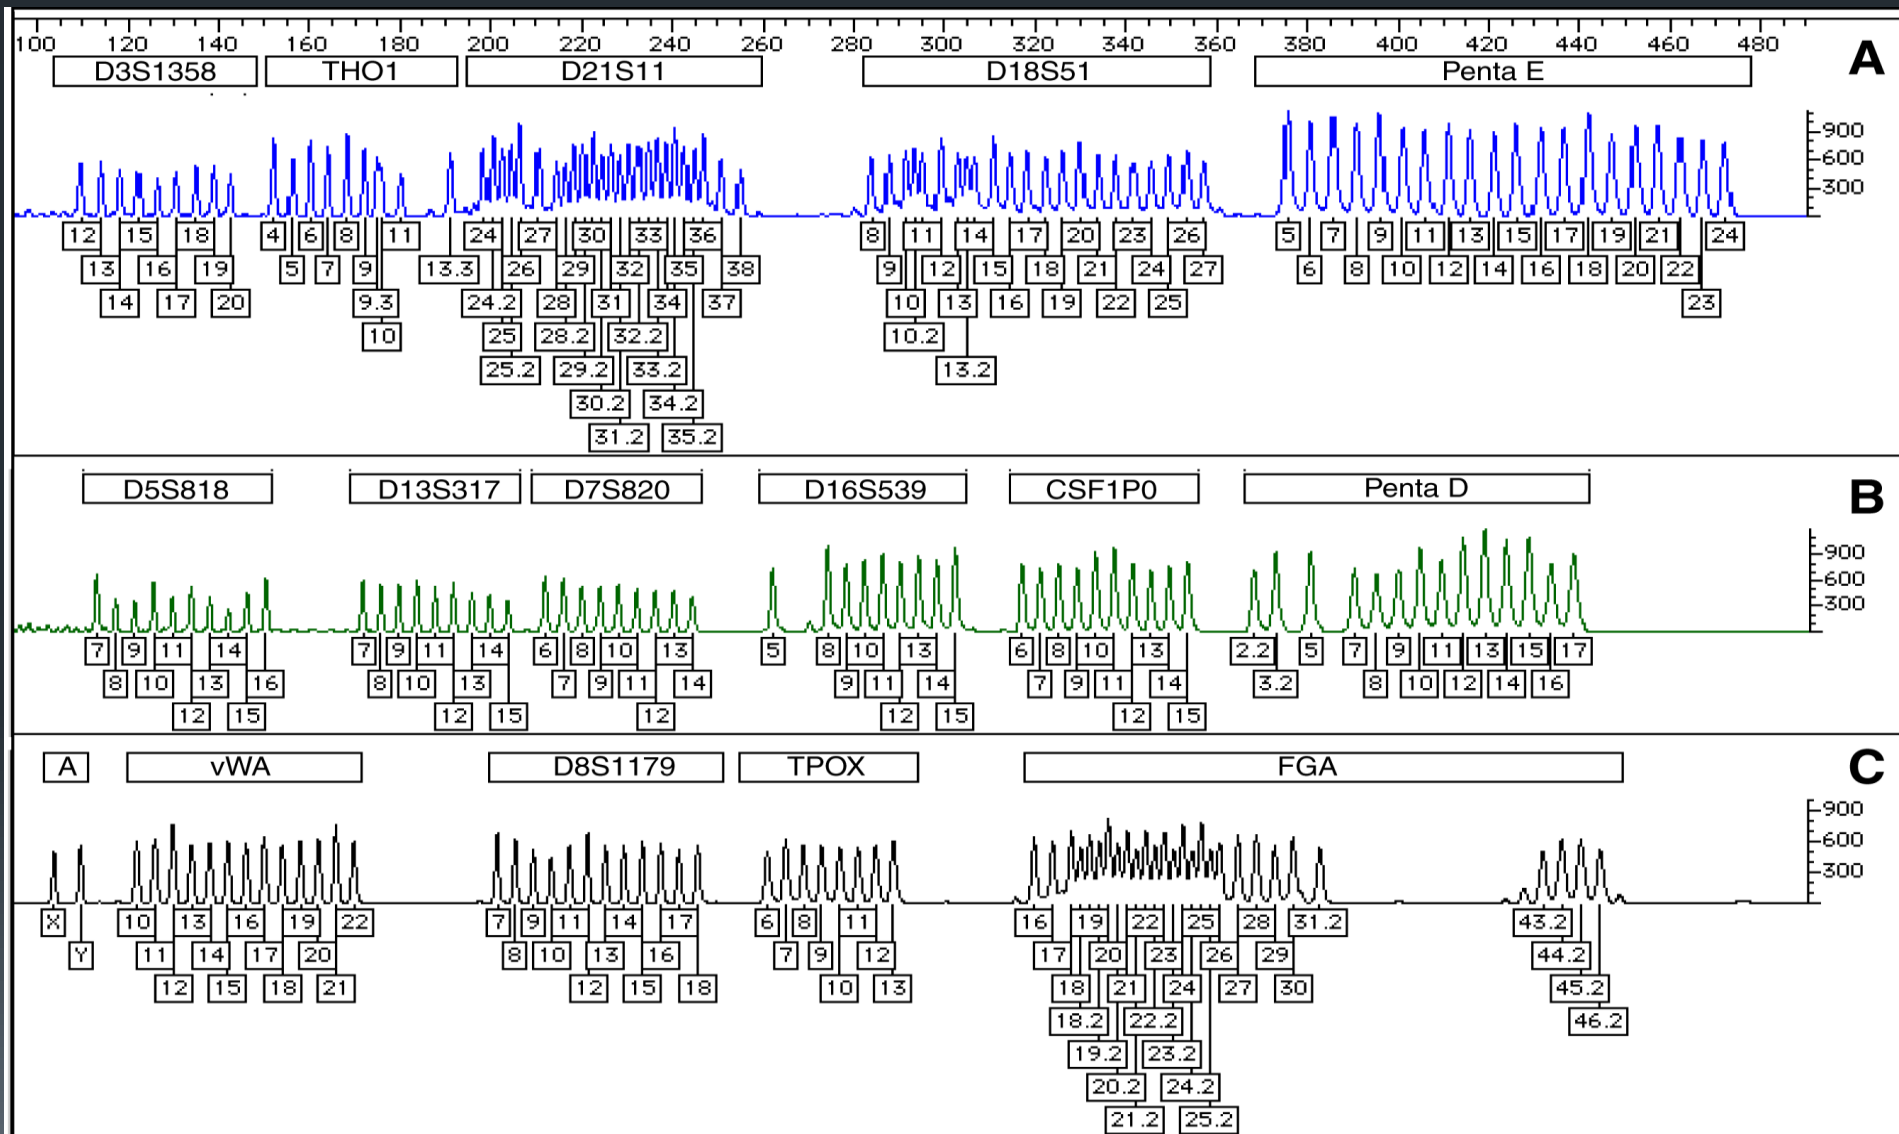 100 120 140 160 180 200 220 240 260 280 300 320 340 360 380 400 420 440 460 480
A
D3S1358 THO1 D21S11 D18S51 Penta E
900
600
300
12 15 18 4 6 8 11 24 27 30 33 36 8 11 14 17 20 23 26 5 7 9 11 13 15 17 19 21 24
13 16 19 5 7 9 13.3 26 29 32 35 38 9 12 15 18 21 24 27 6 8 10 12 14 16 18 20 22
14 17 20 9.3 24.2 28 31 34 37 10 13 16 19 22 25 23
10 25 28.2 32.2 10.2
25.2 29.2 33.2 13.2
30.2 34.2
31.2 35.2
D5S818 D13S317 D7S820 D16S539 CSF1P0 Penta D
B
900
600
300
7 9 11 14 7 9 11 14 6 8 10 13 5 8 10 13 6 8 10 13 2.2 5 7 9 11 13 15 17
8 10 13 16 8 10 13 7 9 11 14 9 11 14 7 9 11 14 3.2 8 10 12 14 16
12 15 12 15 12 12 15 12 15
A vWA D8S1179 TPOX FGA
C
900
600
300
X 10 13 16 19 22 7 9 11 14 17 6 8 11 16 19 22 25 28 31.2 43.2
Y 11 14 17 20 8 10 13 16 7 9 12 17 20 23 26 29 44.2
12 15 18 21 12 15 18 10 13 18 21 24 27 30 45.2
18.2 22.2 46.2
19.2 23.2
20.2 24.2
21.2 25.2